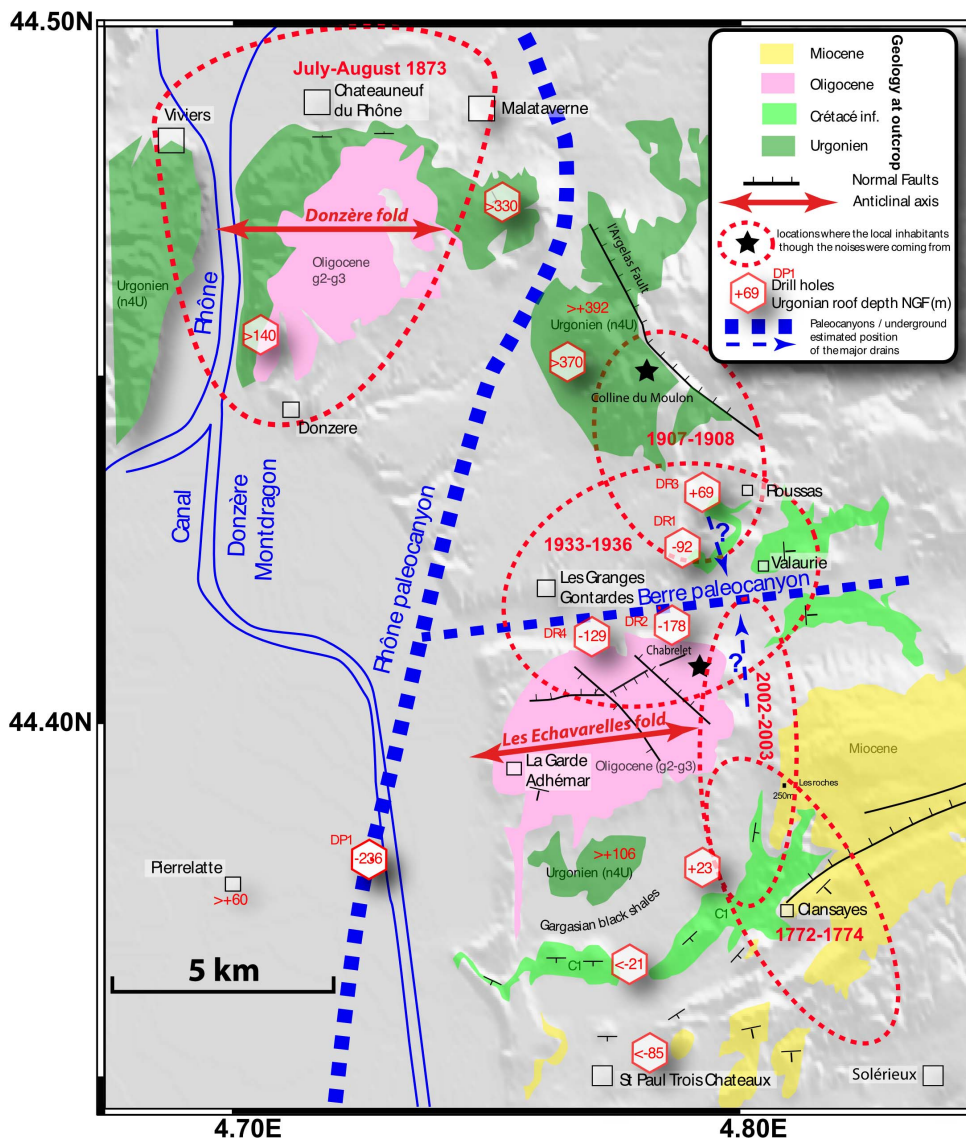 44.50N
July-August 1873
Chateauneuf
du Rhône
Malataverne
Viviers
>330
Donzère fold
Oligocene
g2-g3
Urgonien
(n4U)
Rhône
>140
Donzere
l'Argelas Fault
>+392
Urgonien (n4U)
>370
Colline du Moulon
1907-1908
Miocene
Oligocene
Crétacé inf.
Urgonien
Geology at outcrop
Normal Faults
Anticlinal axis
locations where the local inhabitants
though the noises were coming from
DP1
+69
Drill holes
Urgonian roof depth NGF(m)
Paleocanyons / underground
estimated position
of the major drains
Canal
Donzère
Montdragon
Rhône paleocanyon
DR3
+69
Roussas
DR1
-92
?
1933-1936
Valaurie
Les Granges
Gontardes
Berre paleocanyon
DR4
-129
DR2
-178
Chabrelet
?
2002-2003
44.40N
Les Echavarelles fold
La Garde
Adhémar
Oligocene (g2-g3)
Miocene
Les roches
250m
DP1
-236
Pierrelatte
>+60
>+106
Urgonien (n4U)
+23
Gargasian black shales
C1
Clansayes
1772-1774
5 km
C1
<-21
<-85
St Paul Trois Chateaux
Solérieux
4.70E
4.80E